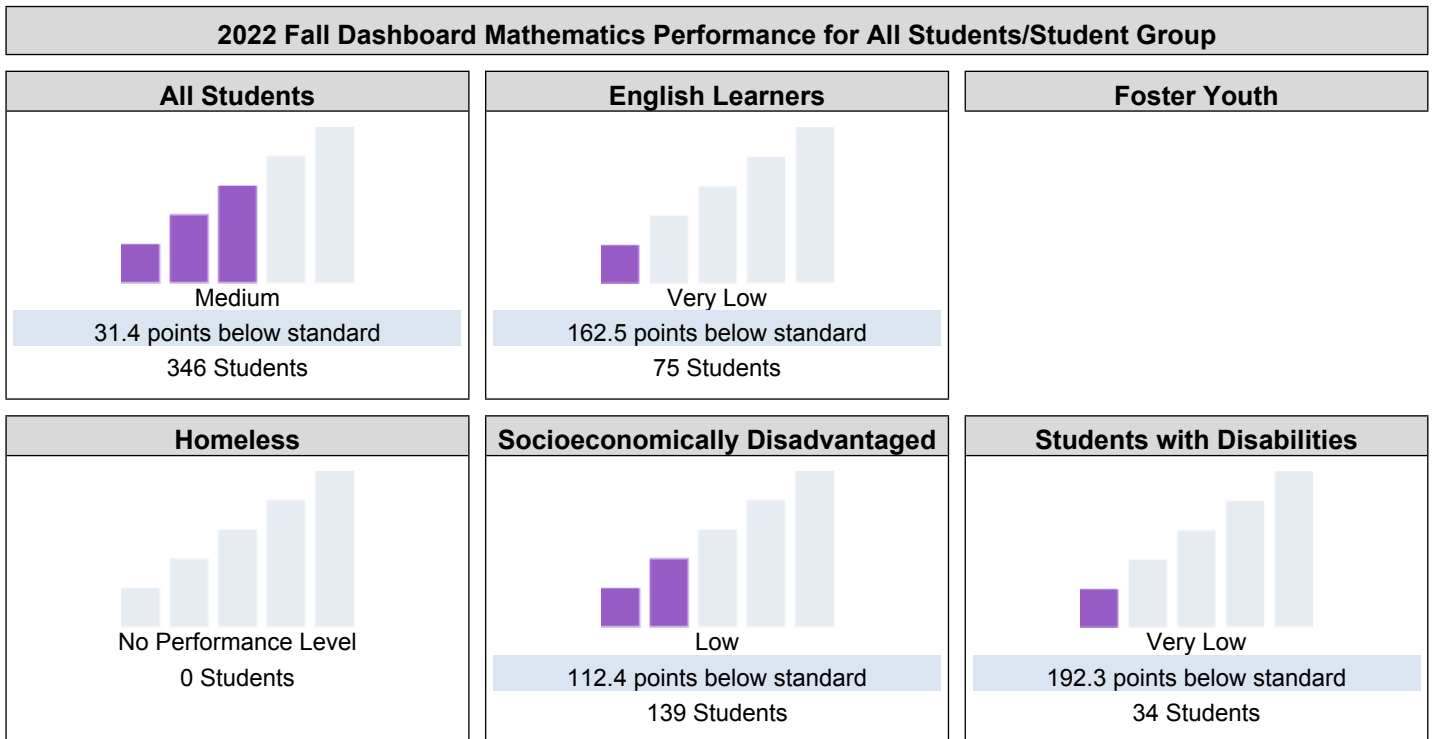 2022 Fall Dashboard Mathematics Performance for All Students/Student Group
All Students
Medium
31.4 points below standard
346 Students
English Learners
Very Low
162.5 points below standard
75 Students
Foster Youth
Homeless
No Performance Level
0 Students
Socioeconomically Disadvantaged
Low
112.4 points below standard
139 Students
Students with Disabilities
Very Low
192.3 points below standard
34 Students